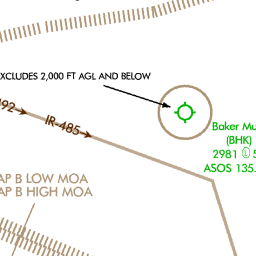 XCLUDES 2,000 FT AGL AND BELOW
92
IR-485
Baker Mu
(BHK)
2981 Ⓛ 5
ASOS 135.
AP B LOW MOA
AP B HIGH MOA